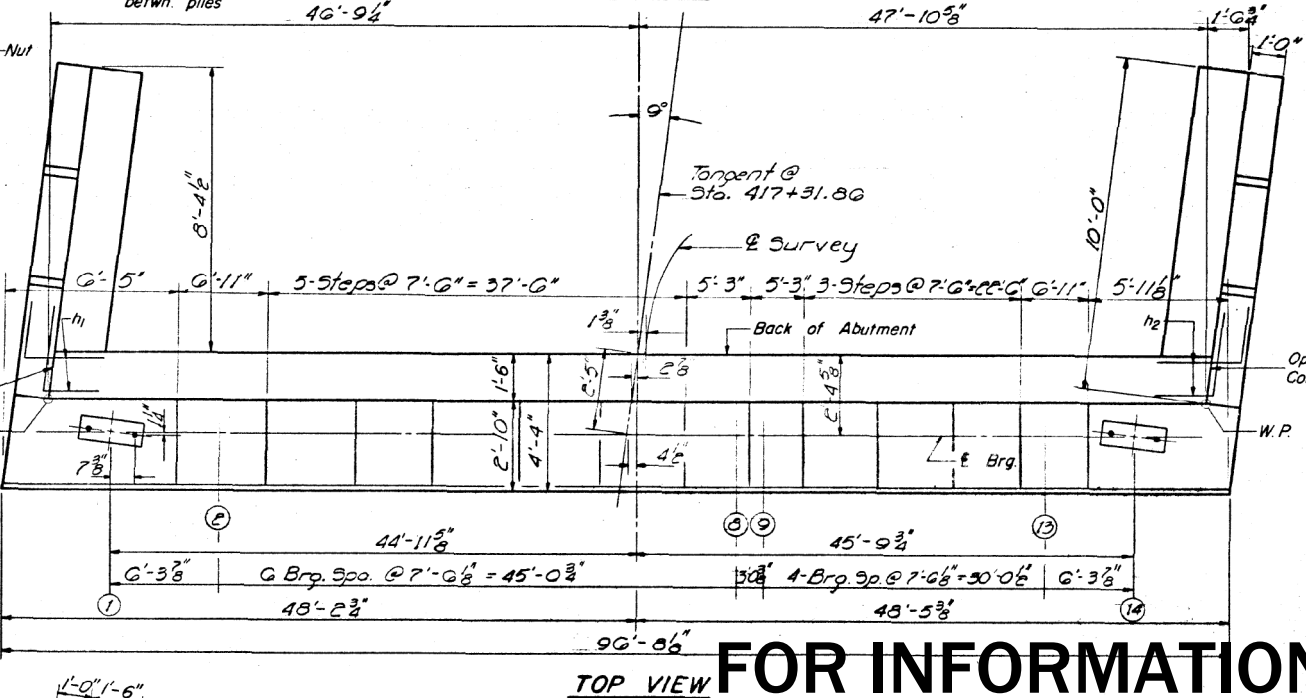 betwn. piles
46'-9¼"
47'-10⅝"
1'-6¾"
1'-0"
Nut
9°
Tangent @
Sta. 417+31.86
℄ Survey
8'-4½"
10'-0"
6'-5"
6'-11"
5-Steps @ 7'-6" = 37'-6"
5'-3"
5'-3"
3-Steps @ 7'-6"=22'-6"
6'-11"
5'-11⅛"
h₁
1⅜"
Back of Abutment
h₂
1'-6"
2'-5"
2⅛
2'-4⅝"
2'-10"
4'-4"
1¼"
7⅜"
4½"
℄ Brg.
W.P.
2
8
9
13
44'-11⅝"
45'-9¾"
6'-3⅞"
6 Brg. Spa. @ 7'-6⅛" = 45'-0¾"
4-Brg. Sp. @ 7'-6⅛"=30'-0½"
6'-3⅞"
1
14
48'-2¾"
48'-5⅜"
96'-8⅛"
TOP VIEW
FOR INFORMATION
1'-0"
1'-6"